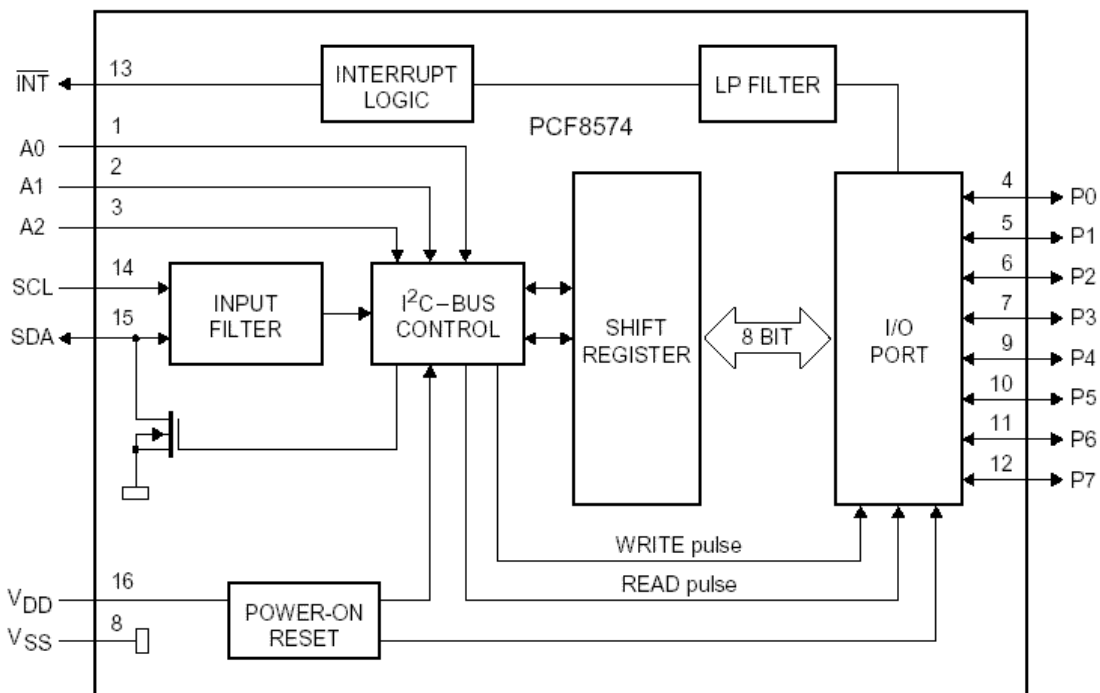 13
INT
INTERRUPT
LOGIC
LP FILTER
PCF8574
1
A0
2
A1
3
A2
14
SCL
15
SDA
INPUT
FILTER
I²C–BUS
CONTROL
SHIFT
REGISTER
8 BIT
I/O
PORT
4
P0
5
P1
6
P2
7
P3
9
P4
10
P5
11
P6
12
P7
WRITE pulse
READ pulse
16
VDD
8
VSS
POWER-ON
RESET